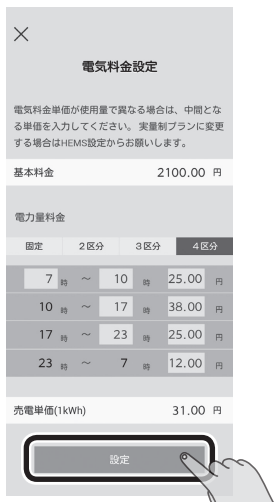 電気料金設定
電気料金単価が使用量で異なる場合は、中間とな
る単価を入力してください。 実量制プランに変更
する場合はHEMS設定からお願いします。
基本料金 2100.00 円
電力量料金
固定 2区分 3区分 4区分
7 時 ～ 10 時 25.00 円
10 時 ～ 17 時 38.00 円
17 時 ～ 23 時 25.00 円
23 時 ～ 7 時 12.00 円
売電単価(1kWh) 31.00 円
設定